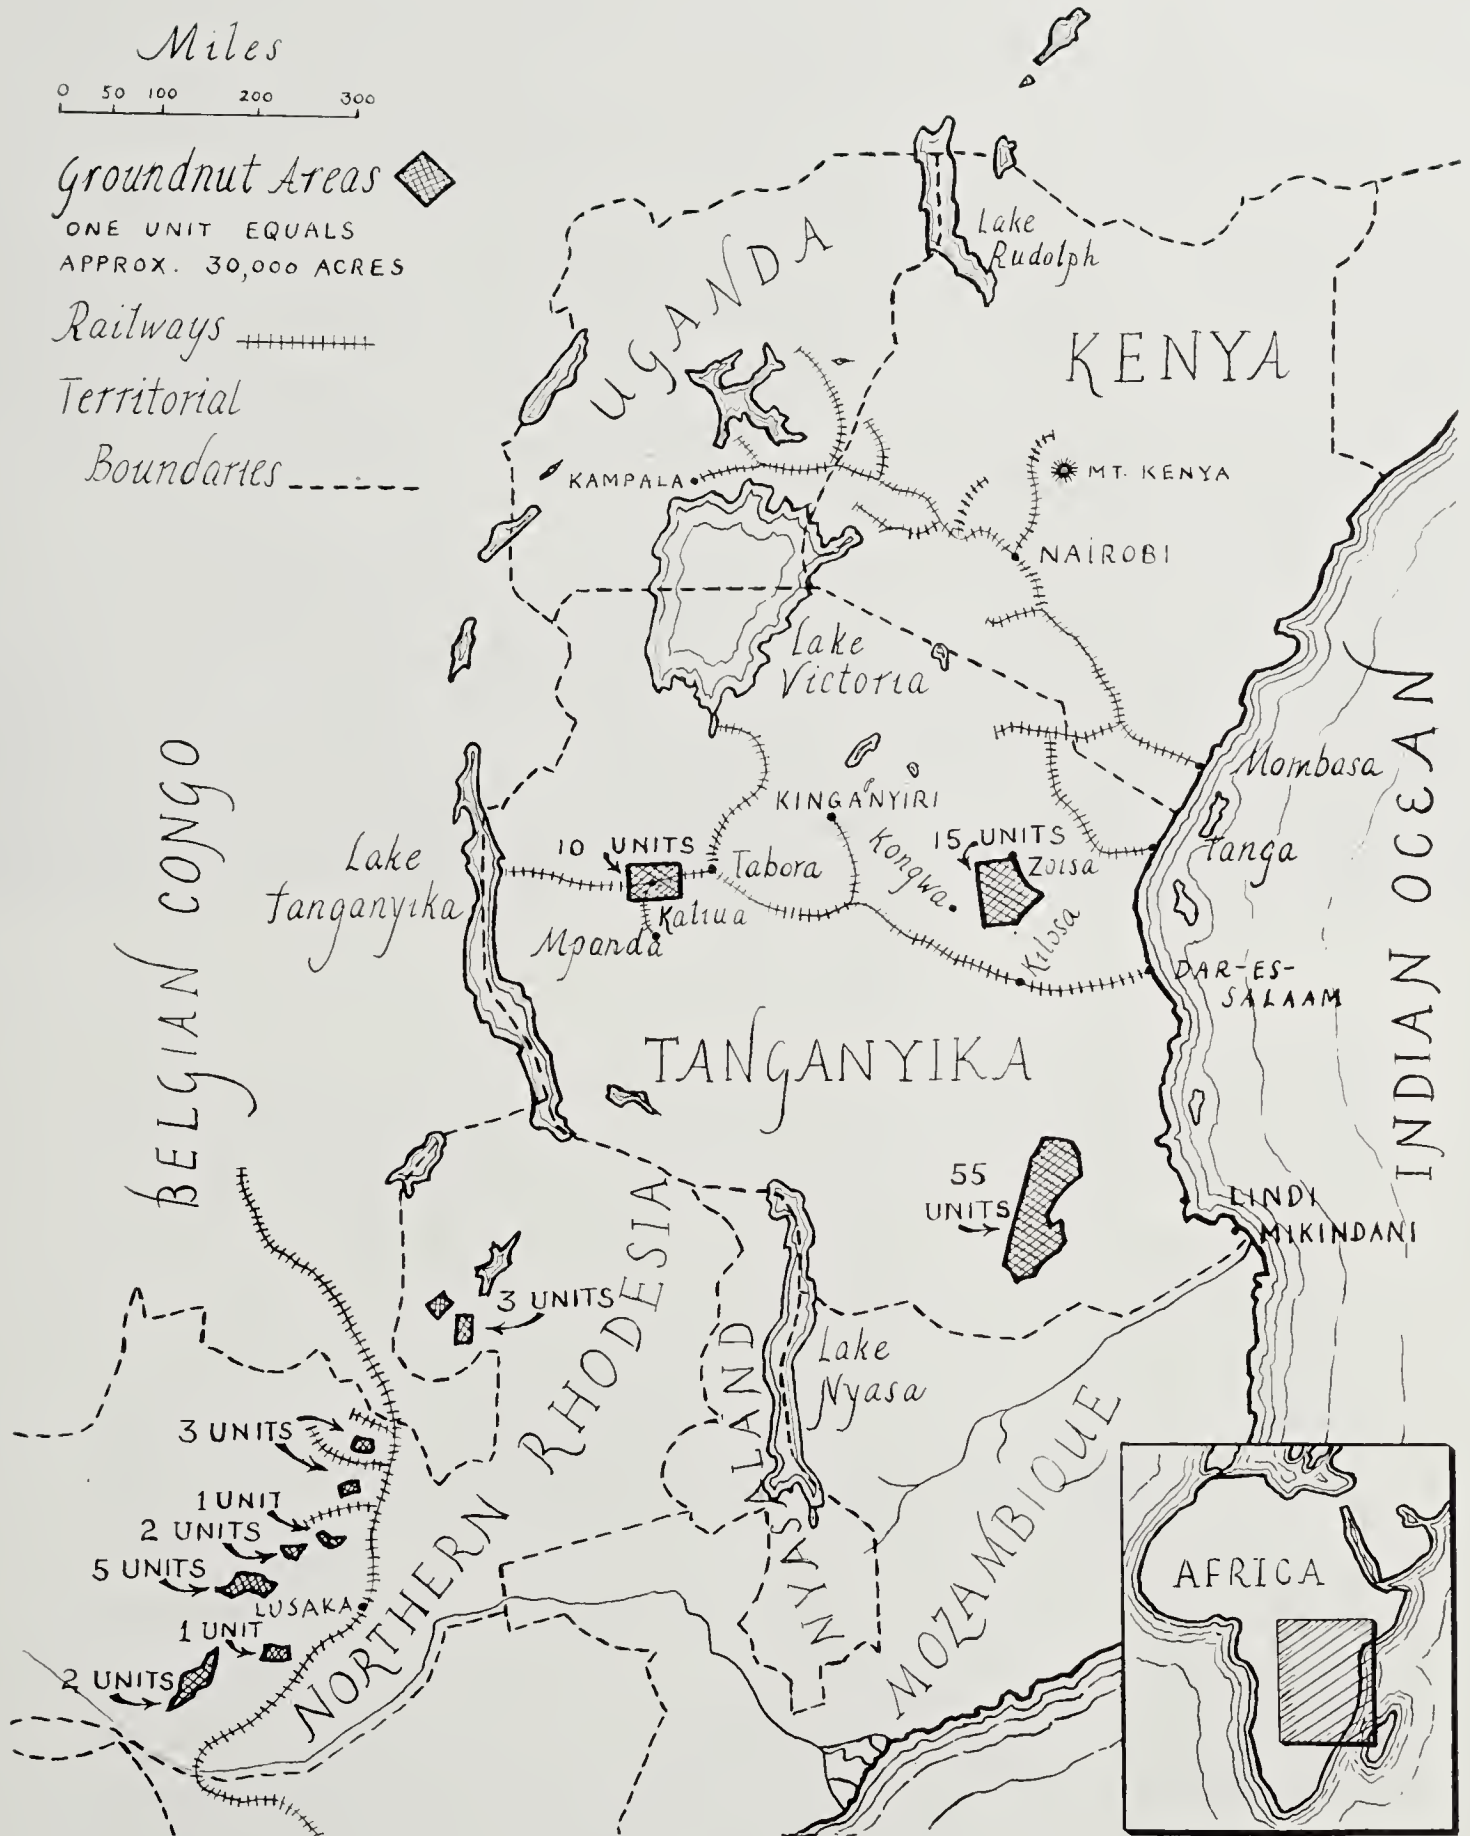 Miles
0 50 100 200 300
Groundnut Areas
ONE UNIT EQUALS
APPROX. 30,000 ACRES
Railways
Territorial
Boundaries
Lake
Rudolph
UGANDA
KENYA
KAMPALA
MT. KENYA
NAIROBI
Lake
Victoria
Mombasa
KINGANYIRI
10 UNITS
Tabora
Kongwa
15 UNITS
Zoisa
Tanga
Lake
Tanganyika
Kaliua
Mpanda
Kilosa
DAR-ES-
SALAAM
INDIAN OCEAN
BELGIAN CONGO
TANGANYIKA
55
UNITS
LINDI
MIKINDANI
3 UNITS
NORTHERN RHODESIA
Lake
Nyasa
NYASALAND
MOZAMBIQUE
3 UNITS
1 UNIT
2 UNITS
5 UNITS
LUSAKA
1 UNIT
2 UNITS
AFRICA